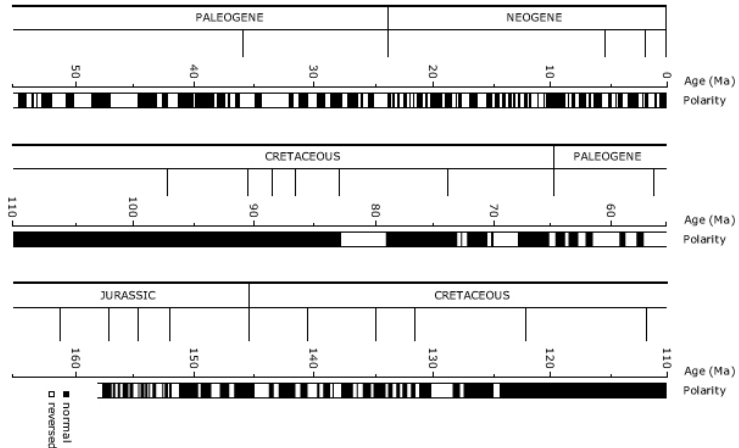 PALEOGENE NEOGENE
50 40 30 20 10 0 Age (Ma)
Polarity
CRETACEOUS PALEOGENE
110 100 90 80 70 60 Age (Ma)
Polarity
JURASSIC CRETACEOUS
160 150 140 130 120 110 Age (Ma)
Polarity
normal
reversed